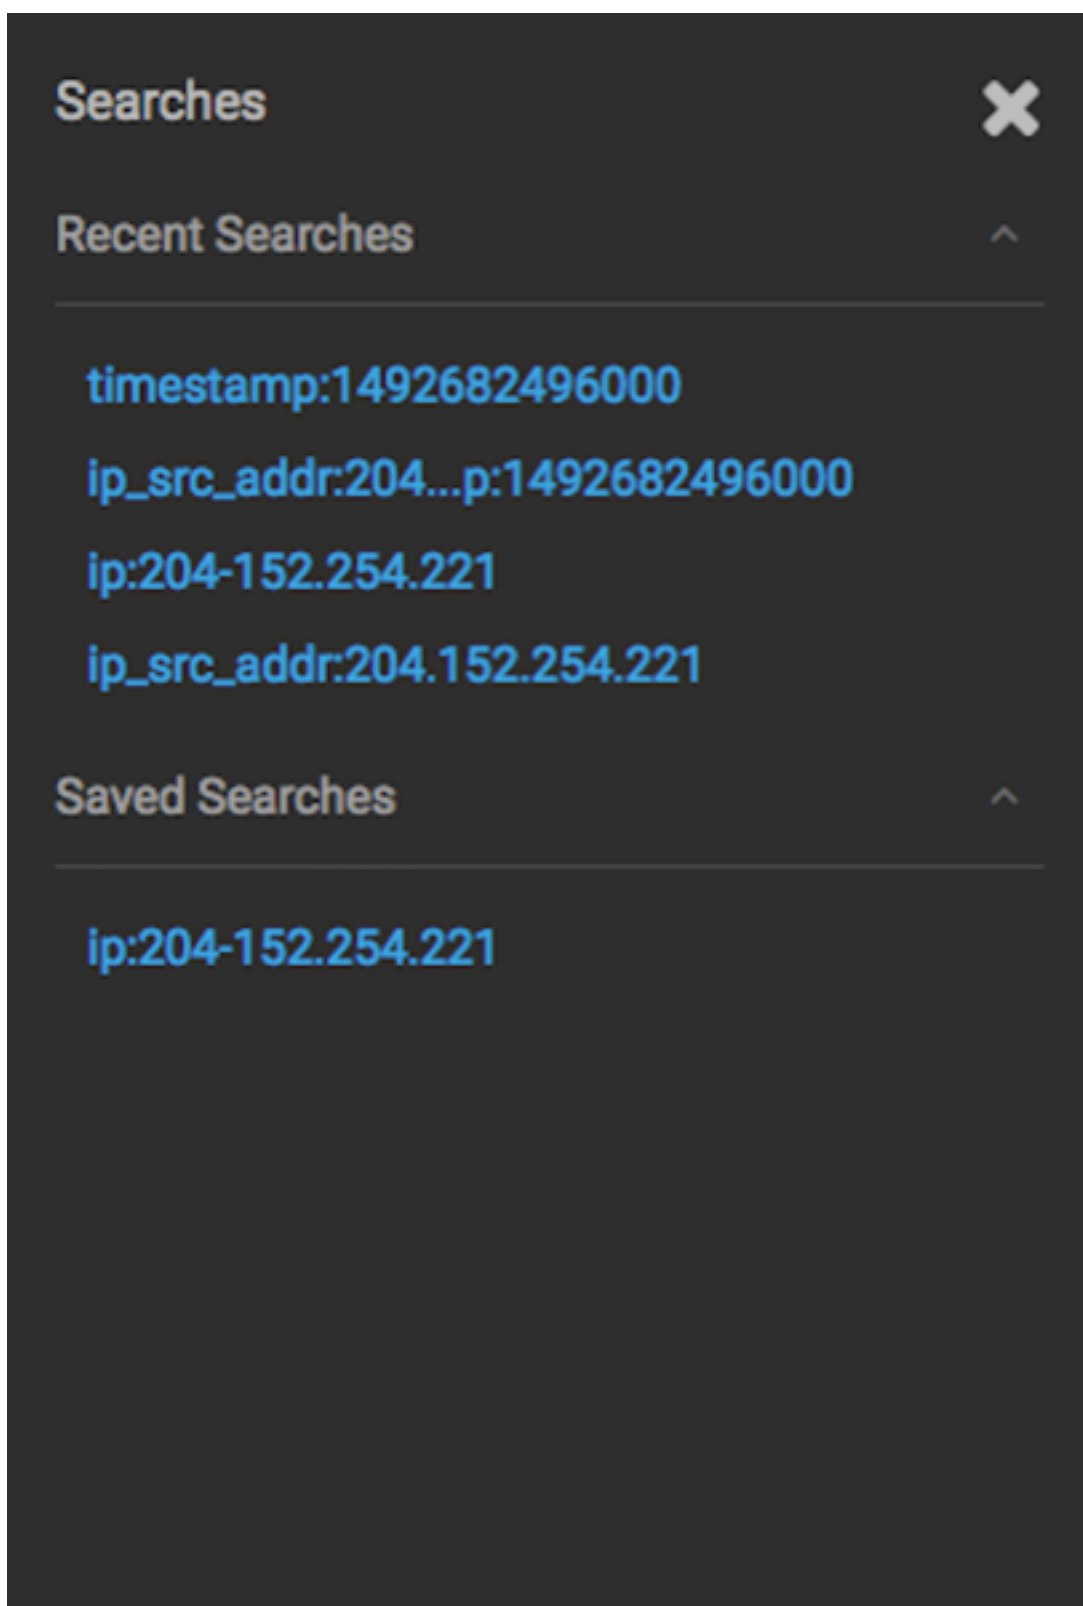 Searches
Recent Searches
timestamp:1492682496000
ip_src_addr:204...p:1492682496000
ip:204-152.254.221
ip_src_addr:204.152.254.221
Saved Searches
ip:204-152.254.221